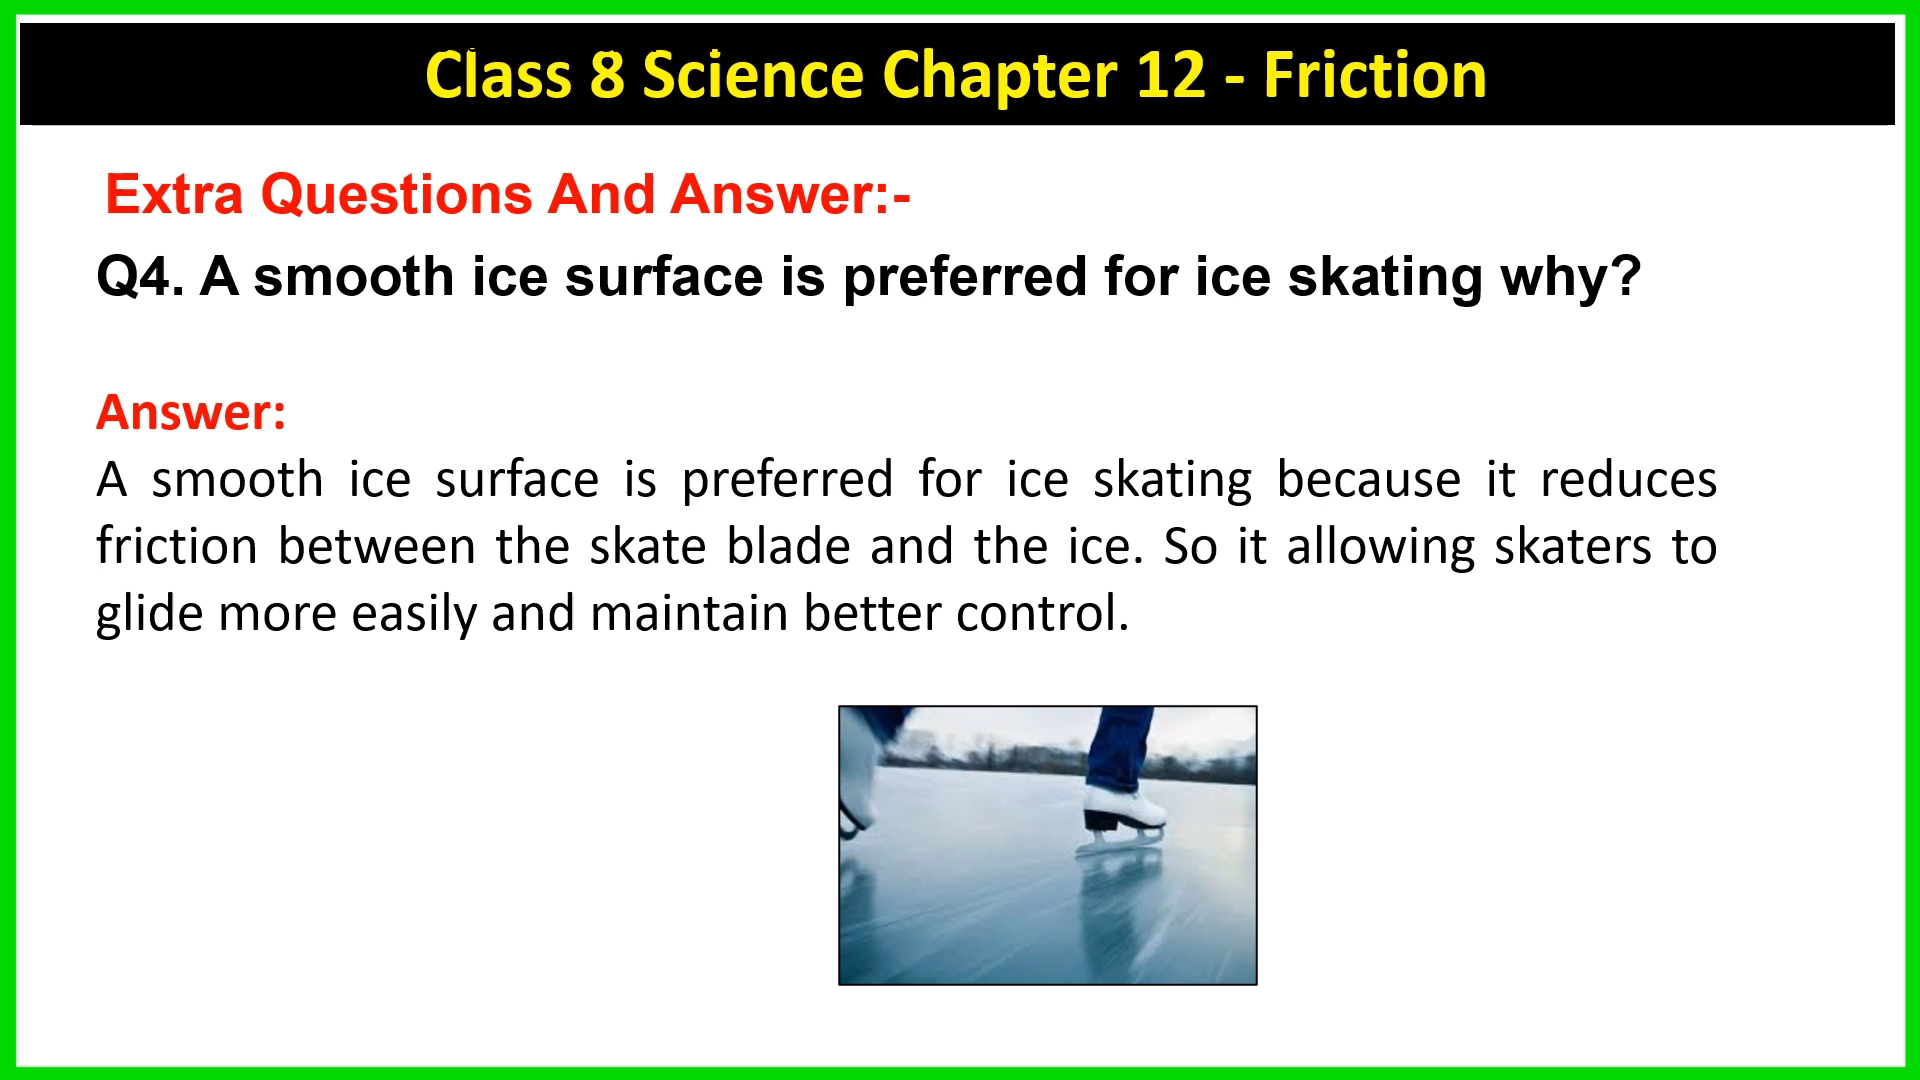 Class 8 Science Chapter 12 - Friction
Extra Questions And Answer:-
Q4. A smooth ice surface is preferred for ice skating why?
Answer:
A smooth ice surface is preferred for ice skating because it reduces
friction between the skate blade and the ice. So it allowing skaters to
glide more easily and maintain better control.